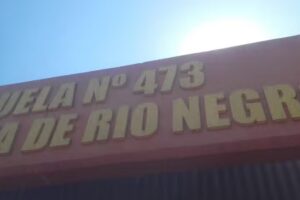 UELA Nº 473
A DE RIO NEGR